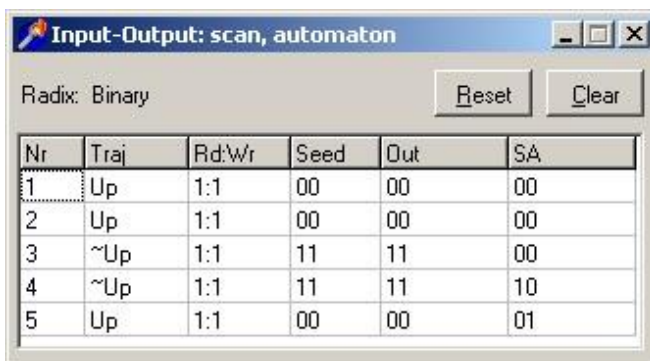 Input-Output: scan, automaton
Radix: Binary Reset Clear
Nr Traj Rd:Wr Seed Out SA
1 Up 1:1 00 00 00
2 Up 1:1 00 00 00
3 ~Up 1:1 11 11 00
4 ~Up 1:1 11 11 10
5 Up 1:1 00 00 01